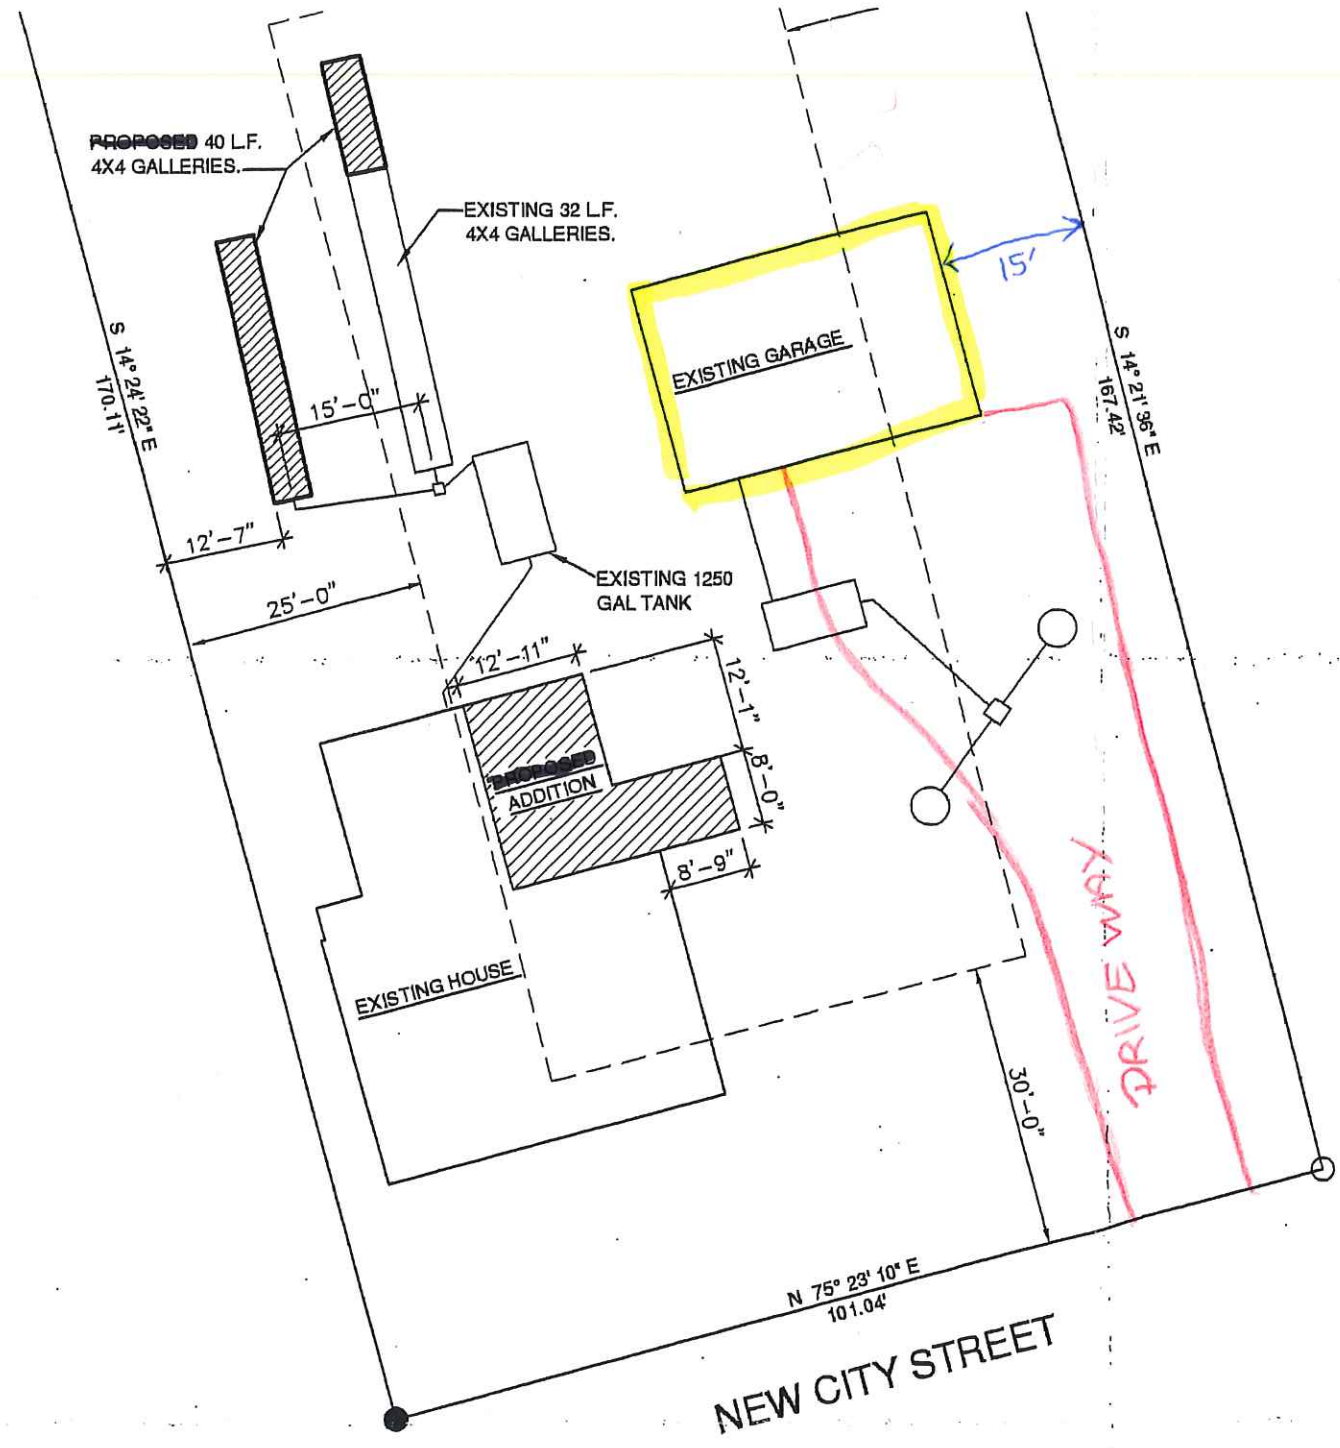 PROPOSED 40 L.F.
4X4 GALLERIES.
EXISTING 32 L.F.
4X4 GALLERIES.
15'
EXISTING GARAGE
S 14° 24' 22" E
170.11'
S 14° 21' 36" E
167.42'
15'-0"
12'-7"
25'-0"
EXISTING 1250
GAL TANK
12'-11"
12'-1"
8'-0"
PROPOSED
ADDITION
8'-9"
EXISTING HOUSE
DRIVE WAY
30'-0"
N 75° 23' 10" E
101.04'
NEW CITY STREET